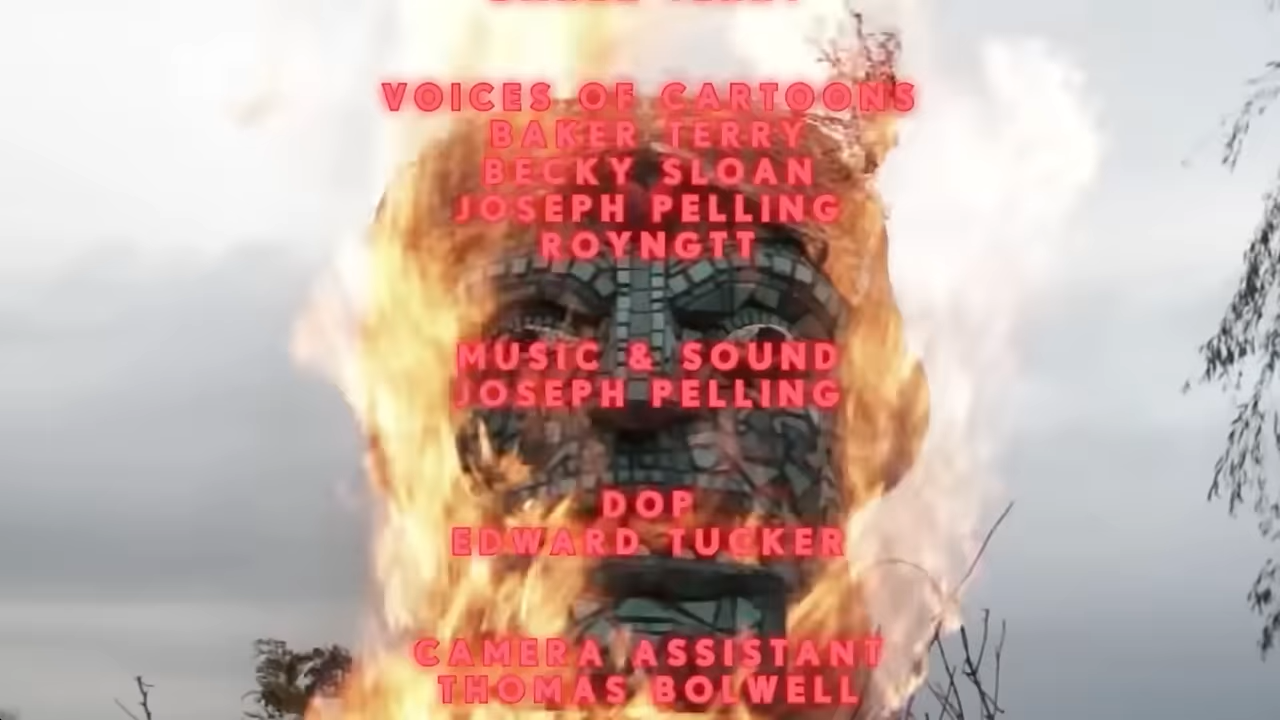 VOICES OF CARTOONS
BAKER TERRY
BECKY SLOAN
JOSEPH PELLING
ROYNGTT
MUSIC & SOUND
JOSEPH PELLING
DOP
EDWARD TUCKER
CAMERA ASSISTANT
THOMAS BOLWELL